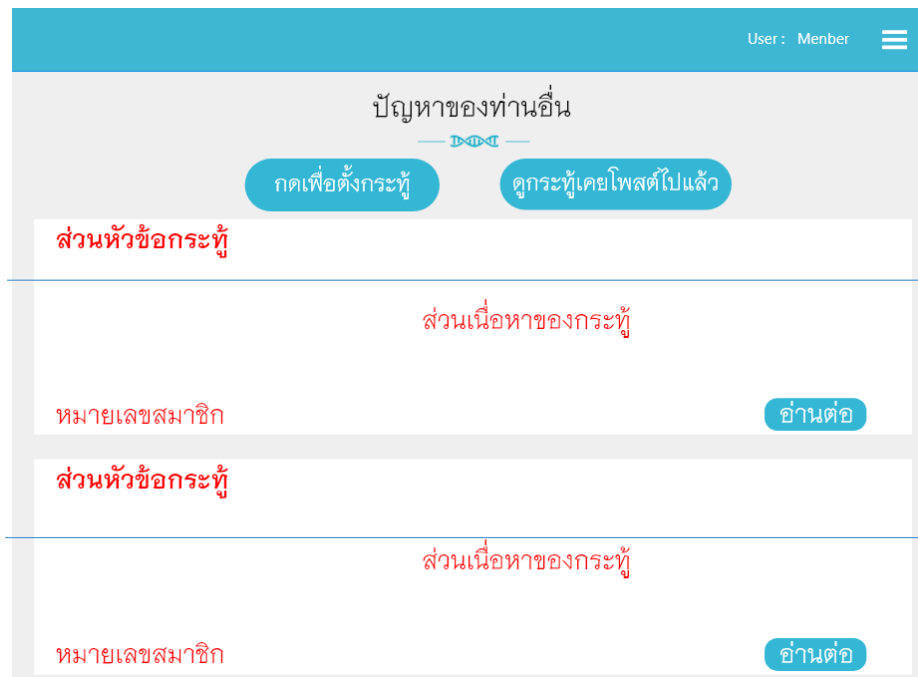 User : Menber
ปัญหาของท่านอื่น
กดเพื่อตั้งกระทู้
ดูกระทู้เคยโพสต์ไปแล้ว
ส่วนหัวข้อกระทู้
ส่วนเนื้อหาของกระทู้
หมายเลขสมาชิก
อ่านต่อ
ส่วนหัวข้อกระทู้
ส่วนเนื้อหาของกระทู้
หมายเลขสมาชิก
อ่านต่อ